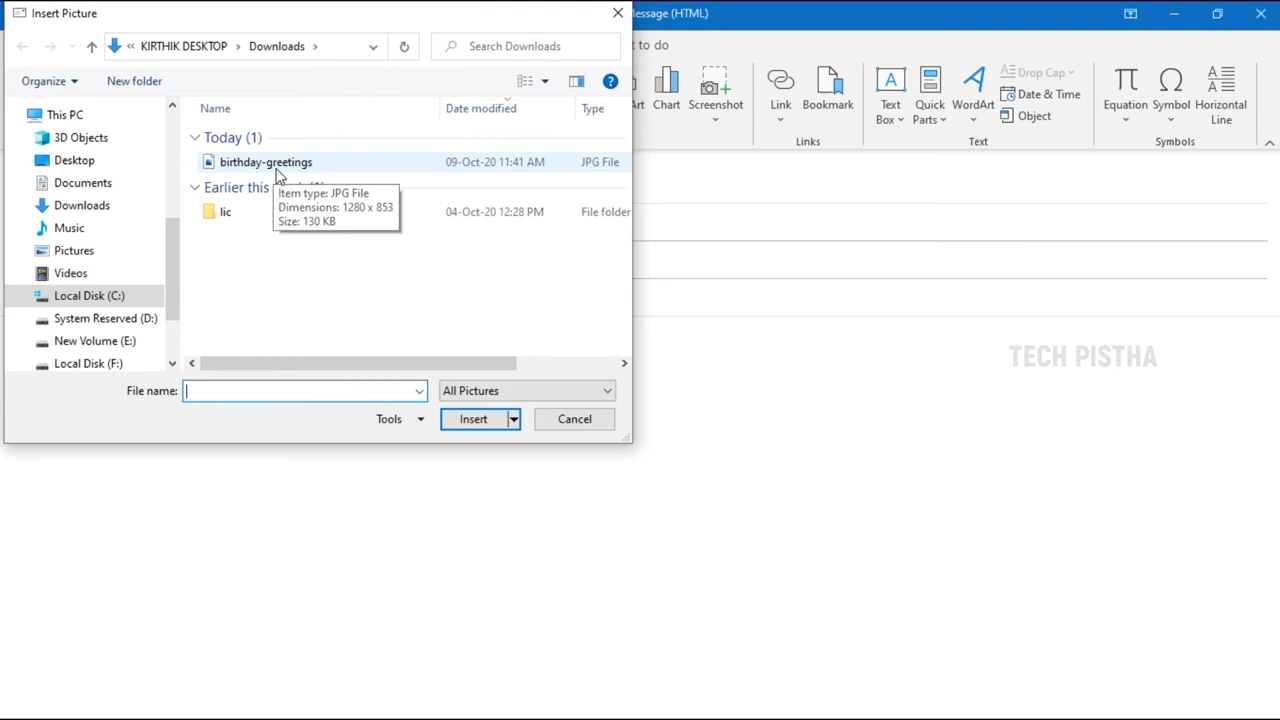 Insert Picture
essage (HTML)
KIRTHIK DESKTOP
Downloads
Search Downloads
t to do
Organize
New folder
This PC
3D Objects
Desktop
Documents
Downloads
Music
Pictures
Videos
Local Disk (C:)
System Reserved (D:)
New Volume (E:)
Local Disk (F:)
Name
Date modified
Type
Today (1)
birthday-greetings
09-Oct-20 11:41 AM
JPG File
Earlier this
Item type: JPG File
Dimensions: 1280 x 853
Size: 130 KB
lic
04-Oct-20 12:28 PM
File folder
File name:
All Pictures
Tools
Insert
Cancel
Art
Chart
Screenshot
Link
Bookmark
Links
Text
Box
Quick
Parts
WordArt
Drop Cap
Date & Time
Object
Text
Equation
Symbol
Horizontal
Line
Symbols
TECH PISTHA